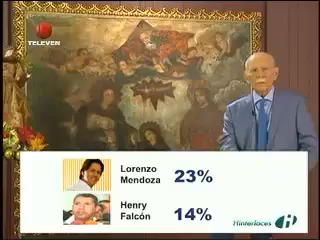 TELEVEN
Lorenzo
Mendoza
23%
Henry
Falcón
14%
Hinterlaces